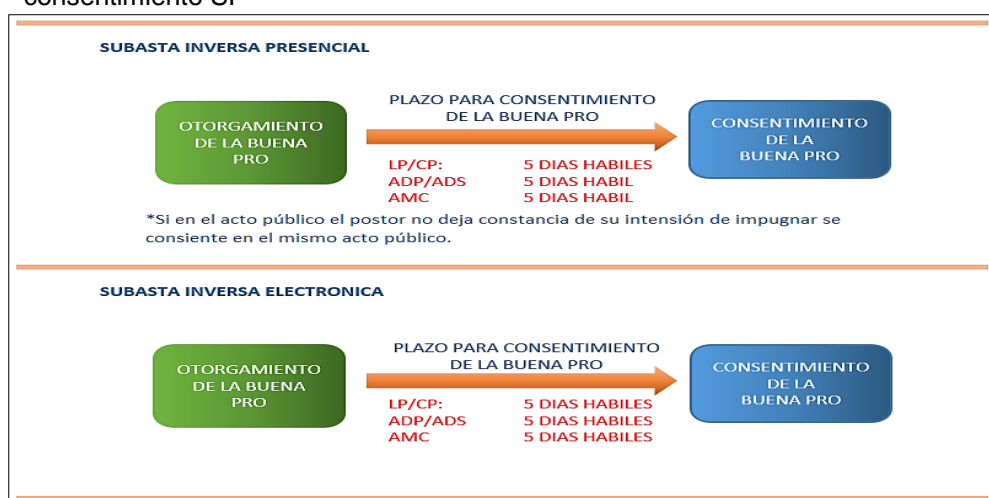 consentimiento SI
SUBASTA INVERSA PRESENCIAL
OTORGAMIENTO
DE LA BUENA
PRO
PLAZO PARA CONSENTIMIENTO
DE LA BUENA PRO
LP/CP: 5 DIAS HABILES
ADP/ADS 5 DIAS HABIL
AMC 5 DIAS HABIL
CONSENTIMIENTO
DE LA
BUENA PRO
*Si en el acto público el postor no deja constancia de su intensión de impugnar se
consiente en el mismo acto público.
SUBASTA INVERSA ELECTRONICA
OTORGAMIENTO
DE LA BUENA
PRO
PLAZO PARA CONSENTIMIENTO
DE LA BUENA PRO
LP/CP: 5 DIAS HABILES
ADP/ADS 5 DIAS HABILES
AMC 5 DIAS HABILES
CONSENTIMIENTO
DE LA
BUENA PRO